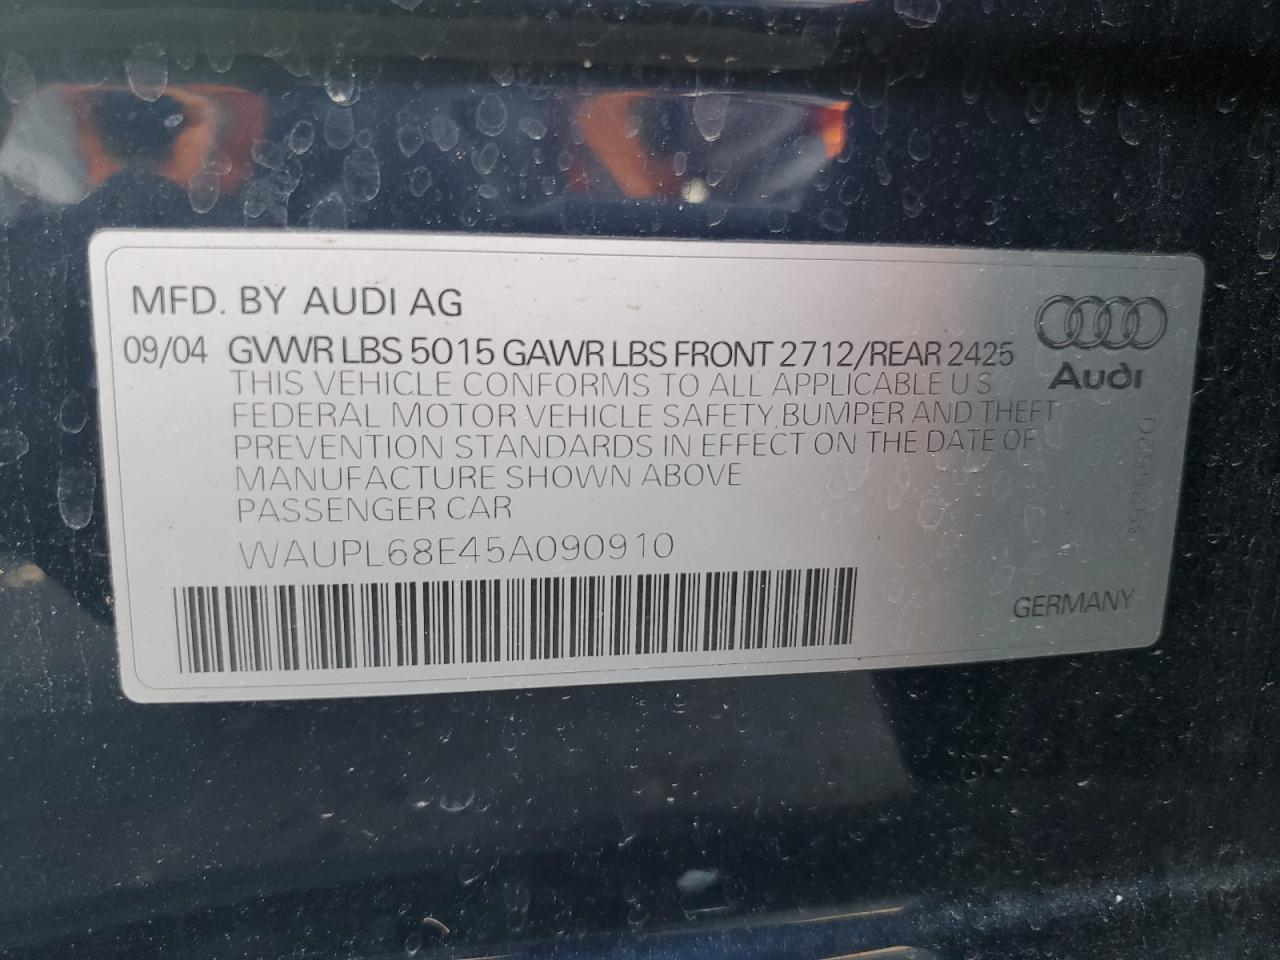 MFD. BY AUDI AG
09/04 GVWR LBS 5015 GAWR LBS FRONT 2712/REAR 2425
THIS VEHICLE CONFORMS TO ALL APPLICABLE U S
FEDERAL MOTOR VEHICLE SAFETY, BUMPER AND THEFT
PREVENTION STANDARDS IN EFFECT ON THE DATE OF
MANUFACTURE SHOWN ABOVE
PASSENGER CAR
WAUPL68E45A090910
Audi
GERMANY